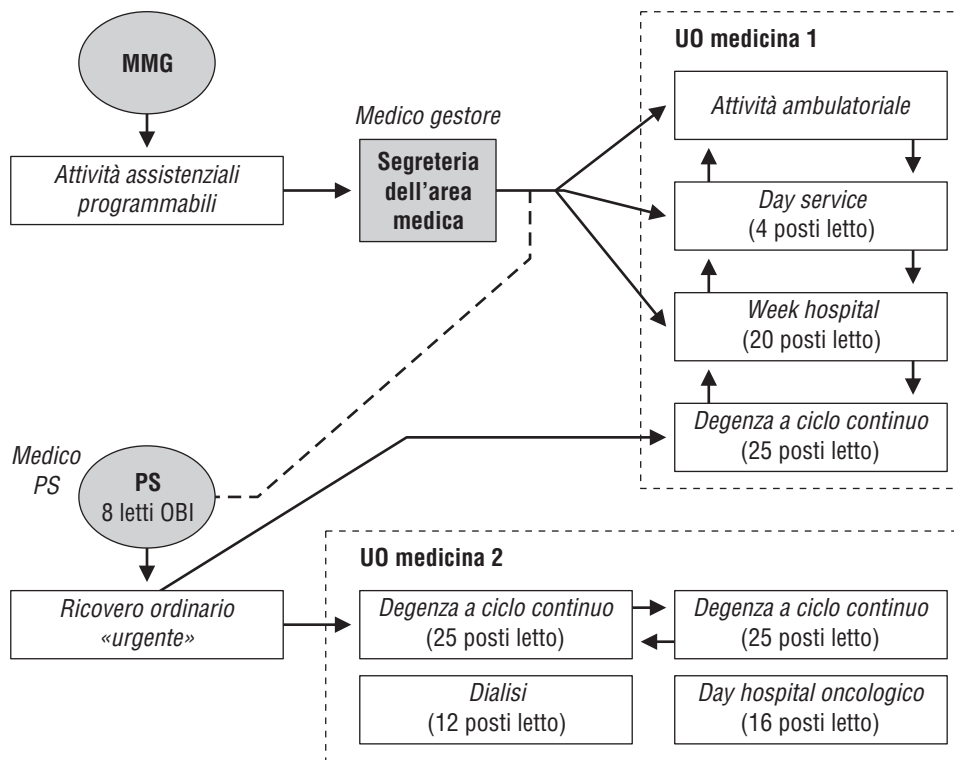 MMG
Attività assistenziali
programmabili
Medico gestore
Segreteria
dell’area
medica
UO medicina 1
Attività ambulatoriale
Day service
(4 posti letto)
Week hospital
(20 posti letto)
Degenza a ciclo continuo
(25 posti letto)
Medico
PS
PS
8 letti OBI
Ricovero ordinario
«urgente»
UO medicina 2
Degenza a ciclo continuo
(25 posti letto)
Degenza a ciclo continuo
(25 posti letto)
Dialisi
(12 posti letto)
Day hospital oncologico
(16 posti letto)